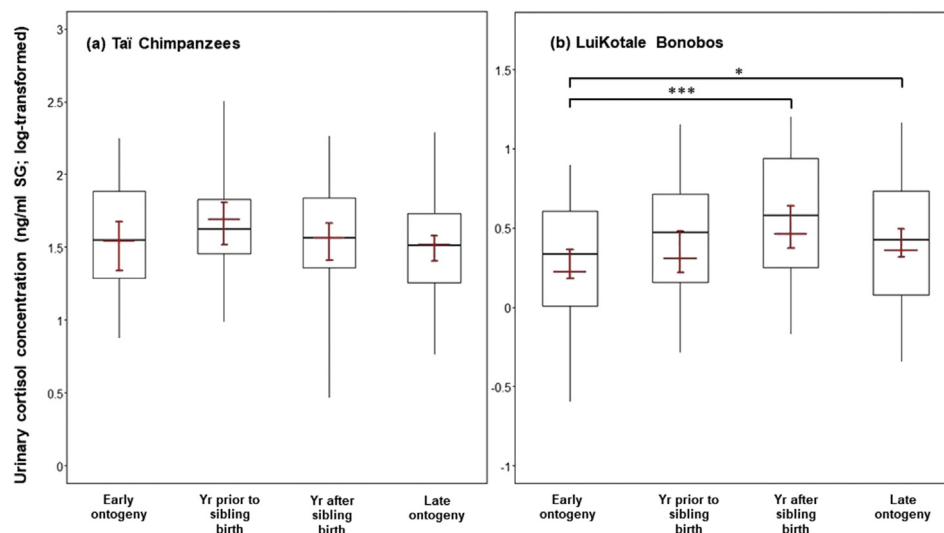 Urinary cortisol concentration (ng/ml SG; log-transformed)
(a) Taï Chimpanzees
3
2.5
2
1.5
1
0.5
0
Early
ontogeny
Yr prior to
sibling
birth
Yr after
sibling
birth
Late
ontogeny
(b) LuiKotale Bonobos
*
***
1.5
1
0.5
0
-0.5
-1
Early
ontogeny
Yr prior to
sibling
birth
Yr after
sibling
birth
Late
ontogeny